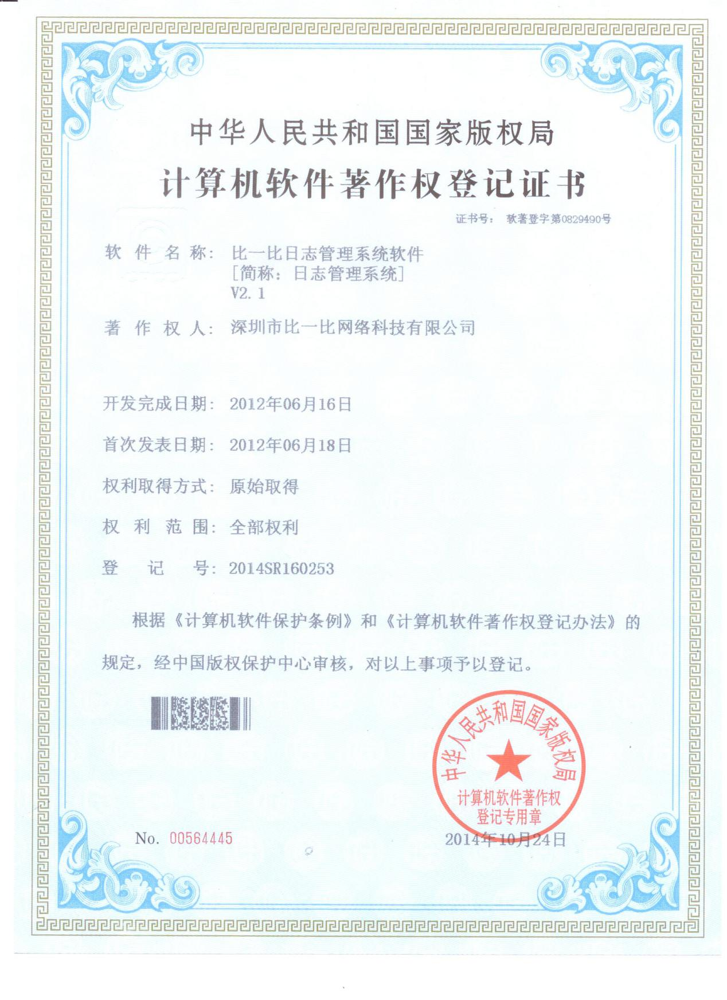 中华人民共和国国家版权局
计算机软件著作权登记证书
证书号： 软著登字第0829490号
软件名称： 比一比日志管理系统软件
[简称：日志管理系统]
V2.1
著作权人： 深圳市比一比网络科技有限公司
开发完成日期： 2012年06月16日
首次发表日期： 2012年06月18日
权利取得方式： 原始取得
权利范围： 全部权利
登记号： 2014SR160253
根据《计算机软件保护条例》和《计算机软件著作权登记办法》的
规定，经中国版权保护中心审核，对以上事项予以登记。
中华人民共和国国家版权局
计算机软件著作权
登记专用章
No. 00564445
2014年10月24日